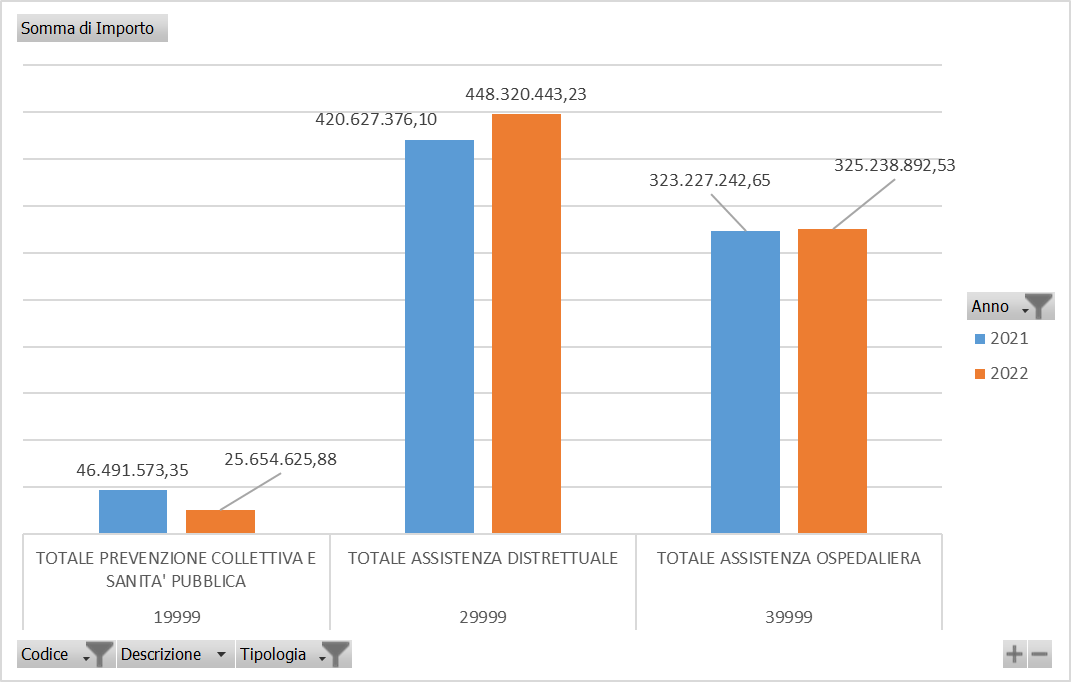 Somma di Importo
448.320.443,23
420.627.376,10
325.238.892,53
323.227.242,65
46.491.573,35
25.654.625,88
Anno
2021
2022
TOTALE PREVENZIONE COLLETTIVA E
SANITA' PUBBLICA
19999
TOTALE ASSISTENZA DISTRETTUALE
29999
TOTALE ASSISTENZA OSPEDALIERA
39999
Codice
Descrizione
Tipologia